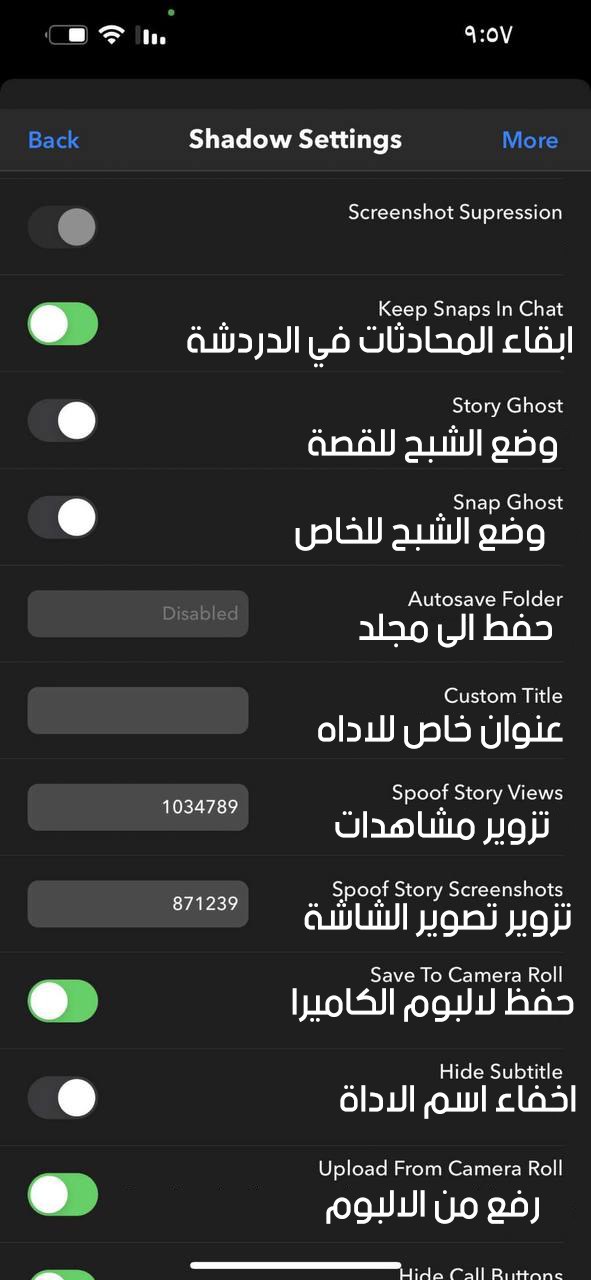 ٩:٥٧
Back Shadow Settings More
Screenshot Supression
Keep Snaps In Chat
ابقاء المحادثات في الدردشة
Story Ghost
وضع الشبح للقصة
Snap Ghost
وضع الشبح للخاص
Autosave Folder
Disabled
حفط الى مجلد
Custom Title
عنوان خاص للاداه
Spoof Story Views
1034789
تزوير مشاهدات
Spoof Story Screenshots
871239
تزوير تصوير الشاشة
Save To Camera Roll
حفظ لالبوم الكاميرا
Hide Subtitle
اخفاء اسم الاداة
Upload From Camera Roll
رفع من الالبوم
Hide Call Buttons